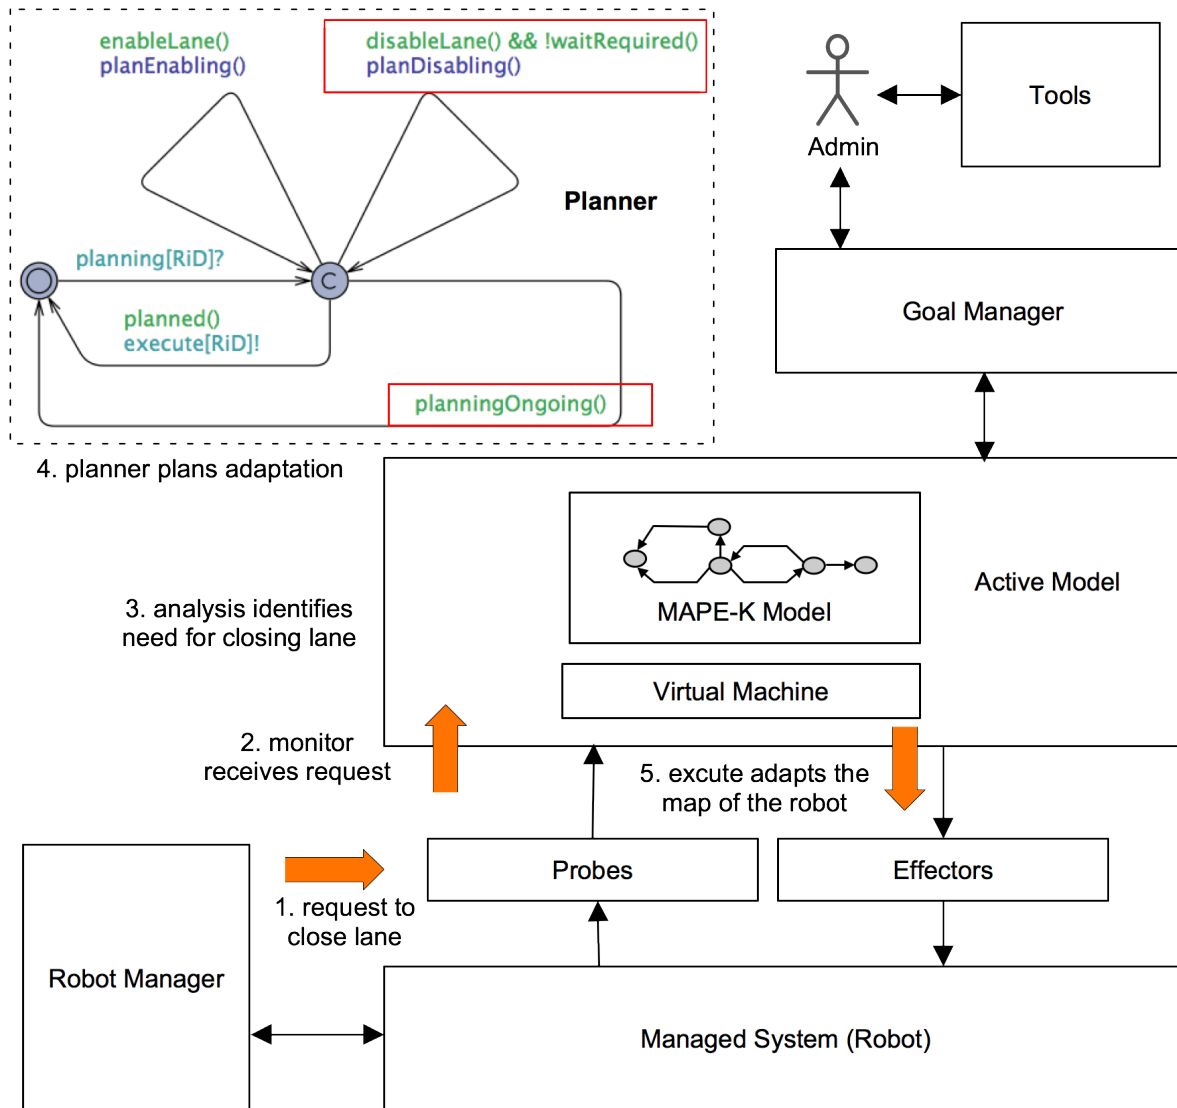 enableLane()
planEnabling()
disableLane() && !waitRequired()
planDisabling()
Planner
planning[RiD]?
C
planned()
execute[RiD]!
planningOngoing()
4. planner plans adaptation
Admin
Tools
Goal Manager
3. analysis identifies
need for closing lane
MAPE-K Model
Active Model
Virtual Machine
2. monitor
receives request
5. excute adapts the
map of the robot
Probes
Effectors
1. request to
close lane
Robot Manager
Managed System (Robot)